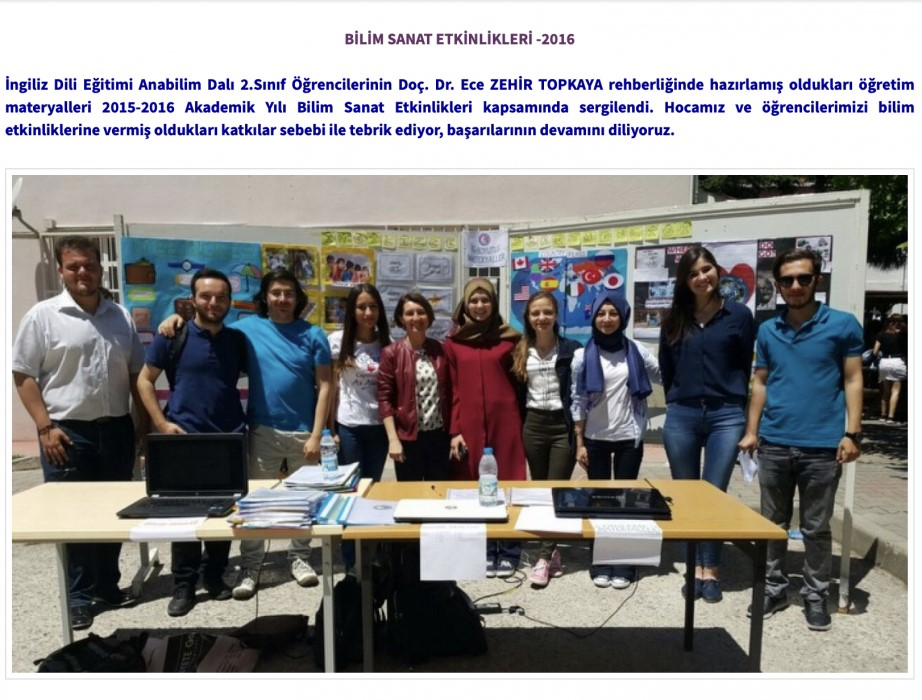 BİLİM SANAT ETKİNLİKLERİ -2016
İngiliz Dili Eğitimi Anabilim Dalı 2.Sınıf Öğrencilerinin Doç. Dr. Ece ZEHİR TOPKAYA rehberliğinde hazırlamış oldukları öğretim
materyalleri 2015-2016 Akademik Yılı Bilim Sanat Etkinlikleri kapsamında sergilendi. Hocamız ve öğrencilerimizi bilim
etkinliklerine vermiş oldukları katkılar sebebi ile tebrik ediyor, başarılarının devamını diliyoruz.